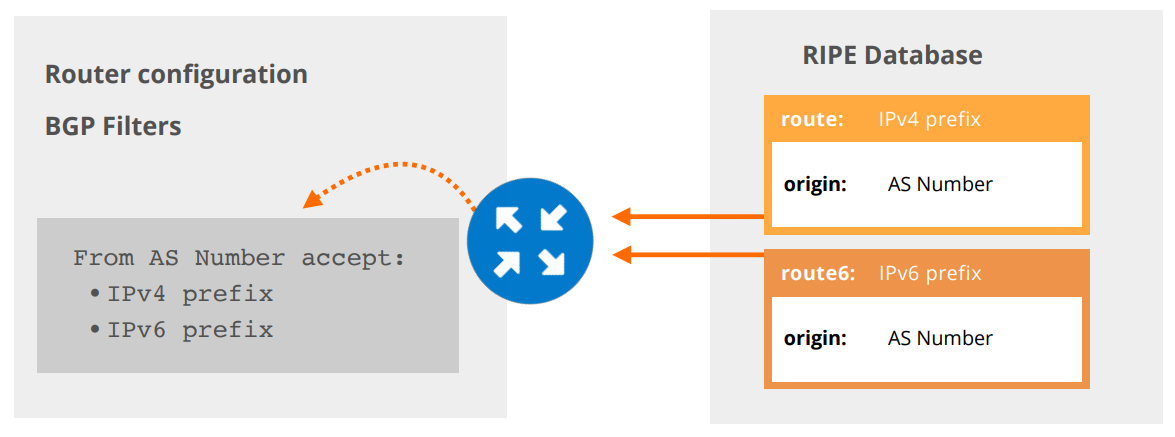 Router configuration
BGP Filters
From AS Number accept:
•IPv4 prefix
•IPv6 prefix
RIPE Database
route: IPv4 prefix
origin: AS Number
route6: IPv6 prefix
origin: AS Number